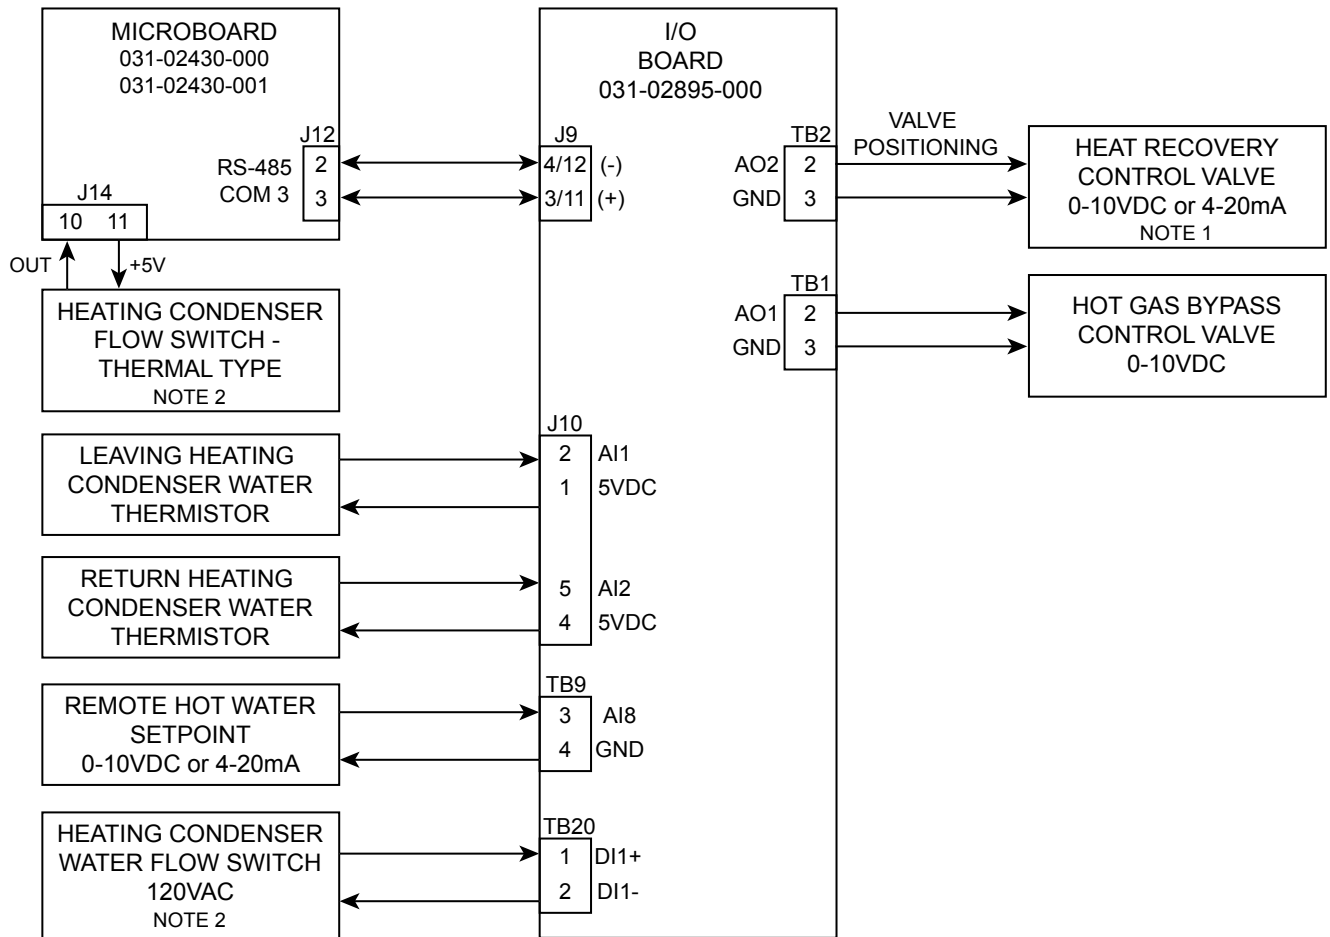 MICROBOARD
031-02430-000
031-02430-001
J12
RS-485
COM 3
2
3
J14
10 11
OUT
+5V
HEATING CONDENSER
FLOW SWITCH -
THERMAL TYPE
NOTE 2
LEAVING HEATING
CONDENSER WATER
THERMISTOR
RETURN HEATING
CONDENSER WATER
THERMISTOR
REMOTE HOT WATER
SETPOINT
0-10VDC or 4-20mA
HEATING CONDENSER
WATER FLOW SWITCH
120VAC
NOTE 2
I/O
BOARD
031-02895-000
J9
4/12 (-)
3/11 (+)
J10
2 AI1
1 5VDC
5 AI2
4 5VDC
TB9
3 AI8
4 GND
TB20
1 DI1+
2 DI1-
TB2
AO2 2
GND 3
TB1
AO1 2
GND 3
VALVE
POSITIONING
HEAT RECOVERY
CONTROL VALVE
0-10VDC or 4-20mA
NOTE 1
HOT GAS BYPASS
CONTROL VALVE
0-10VDC